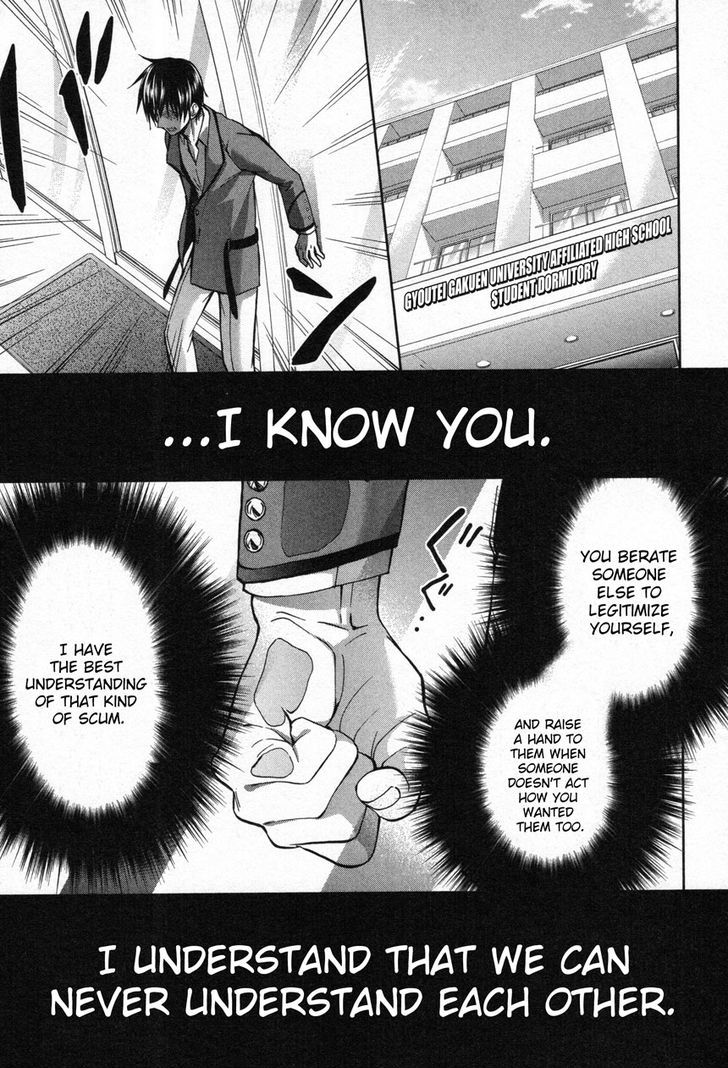 GYOUTEI GAKUEN UNIVERSITY AFFILIATED HIGH SCHOOL
STUDENT DORMITORY
...I KNOW YOU.
YOU BERATE
SOMEONE
ELSE TO
LEGITIMIZE
YOURSELF,
AND RAISE
A HAND TO
THEM WHEN
SOMEONE
DOESN'T ACT
HOW YOU
WANTED
THEM TOO.
I HAVE
THE BEST
UNDERSTANDING
OF THAT KIND
OF SCUM.
I UNDERSTAND THAT WE CAN
NEVER UNDERSTAND EACH OTHER.